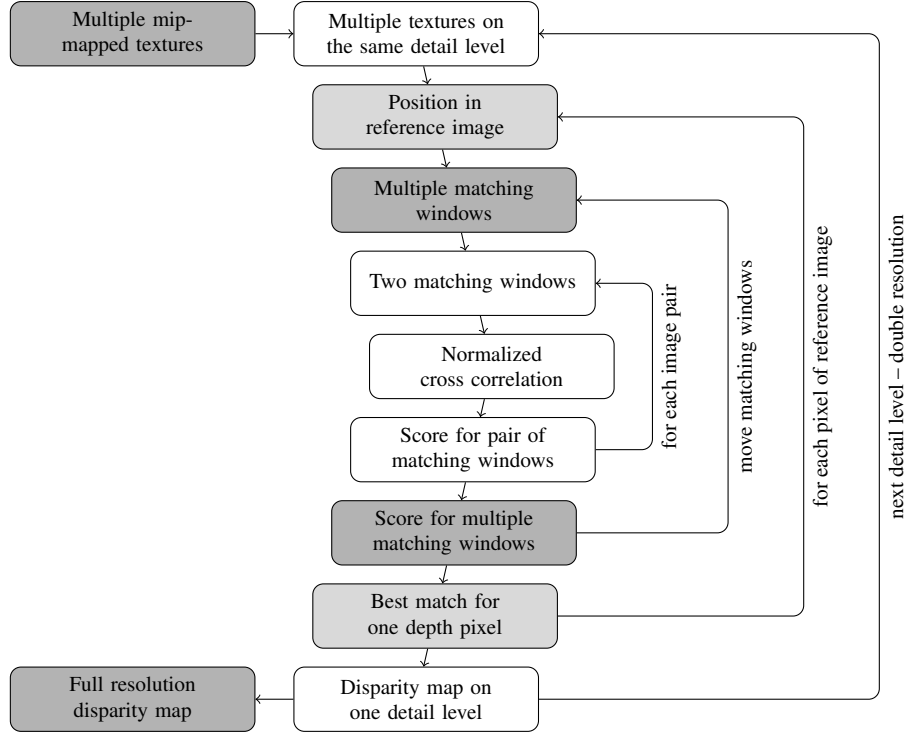 Multiple mip-
mapped textures
Multiple textures on
the same detail level
Position in
reference image
Multiple matching
windows
Two matching windows
Normalized
cross correlation
Score for pair of
matching windows
Score for multiple
matching windows
Best match for
one depth pixel
Full resolution
disparity map
Disparity map on
one detail level
for each image pair
move matching windows
for each pixel of reference image
next detail level – double resolution